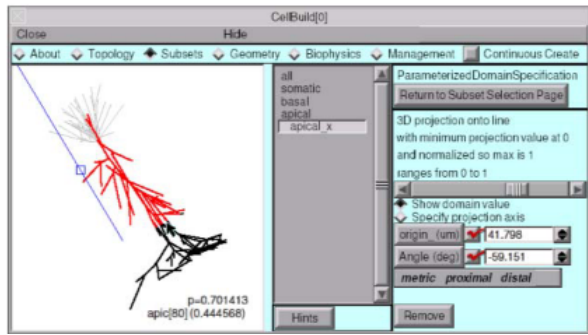 CellBuild[0]
Close Hide
About Topology Subsets Geometry Biophysics Management Continuous Create
all
somatic
basal
apical
apical_x
Hints
p=0.701413
apic[80] (0.444568)
ParameterizedDomainSpecification
Return to Subset Selection Page
3D projection onto line
with minimum projection value at 0
and normalized so max is 1
ranges from 0 to 1
Show domain value
Specify projection axis
origin_ (um) 41.796
Angle (deg) -59.151
metric proximal distal
Remove